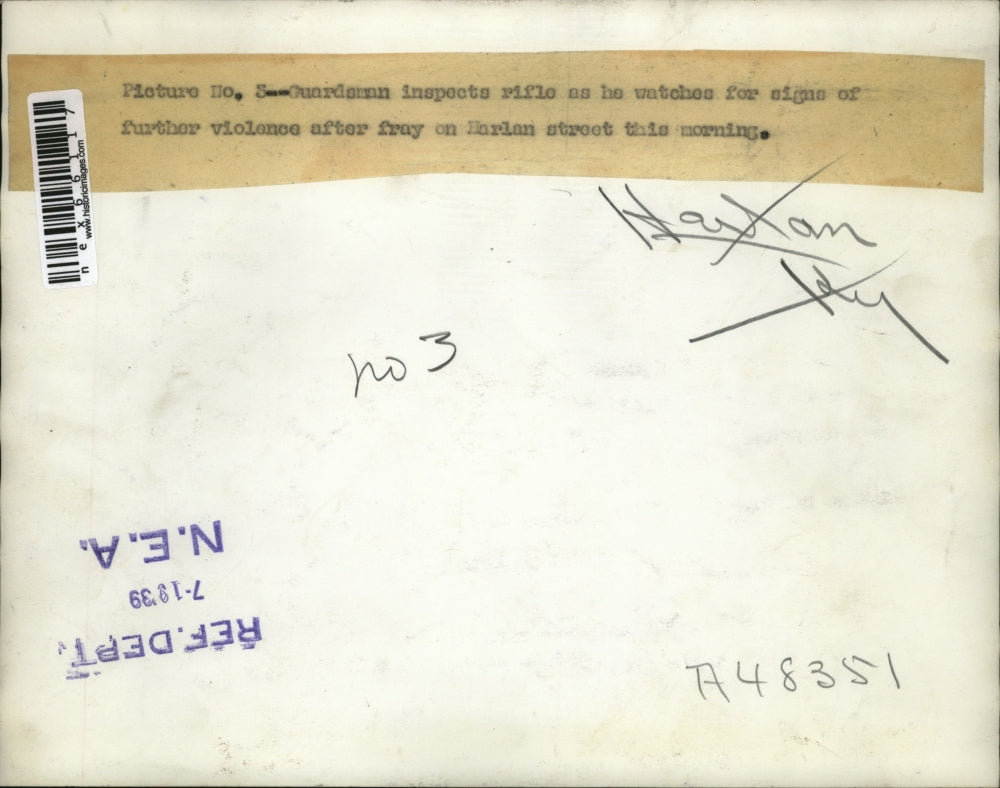 Picture No. 3--Guardsman inspects rifle as he watches for signs of
further violence after fray on Harlan street this morning.
nex66117
www.historicimages.com
Harlan
Ky
no 3
REF. DEPT.
7-1939
N.E.A.
A48351